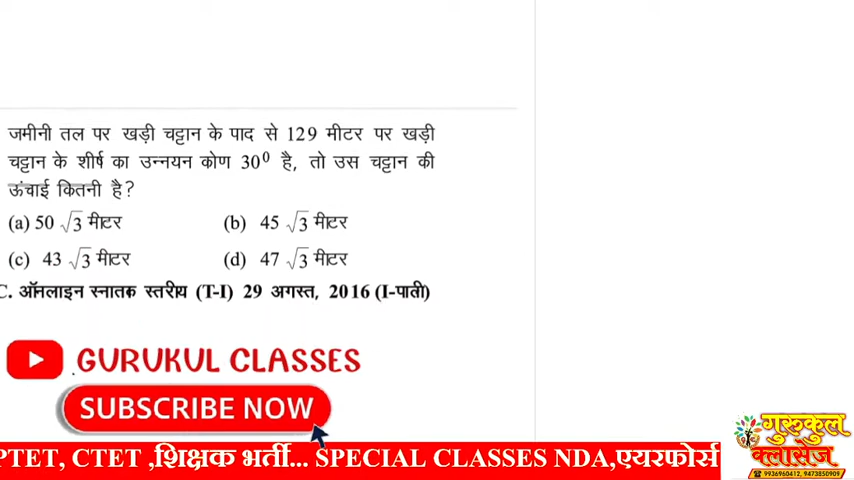 जमीनी तल पर खड़ी चट्टान के पाद से 129 मीटर पर खड़ी
चट्टान के शीर्ष का उन्नयन कोण 30⁰ है, तो उस चट्टान की
ऊंचाई कितनी है?
(a) 50 √3 मीटर (b) 45 √3 मीटर
(c) 43 √3 मीटर (d) 47 √3 मीटर
C. ऑनलाइन स्नातक स्तरीय (T-I) 29 अगस्त, 2016 (I-पाली)
GURUKUL CLASSES
SUBSCRIBE NOW
PTET, CTET ,शिक्षक भर्ती... SPECIAL CLASSES NDA,एयरफोर्स
गुरुकुल
क्लासेज
☎ 9936960412, 9473850909